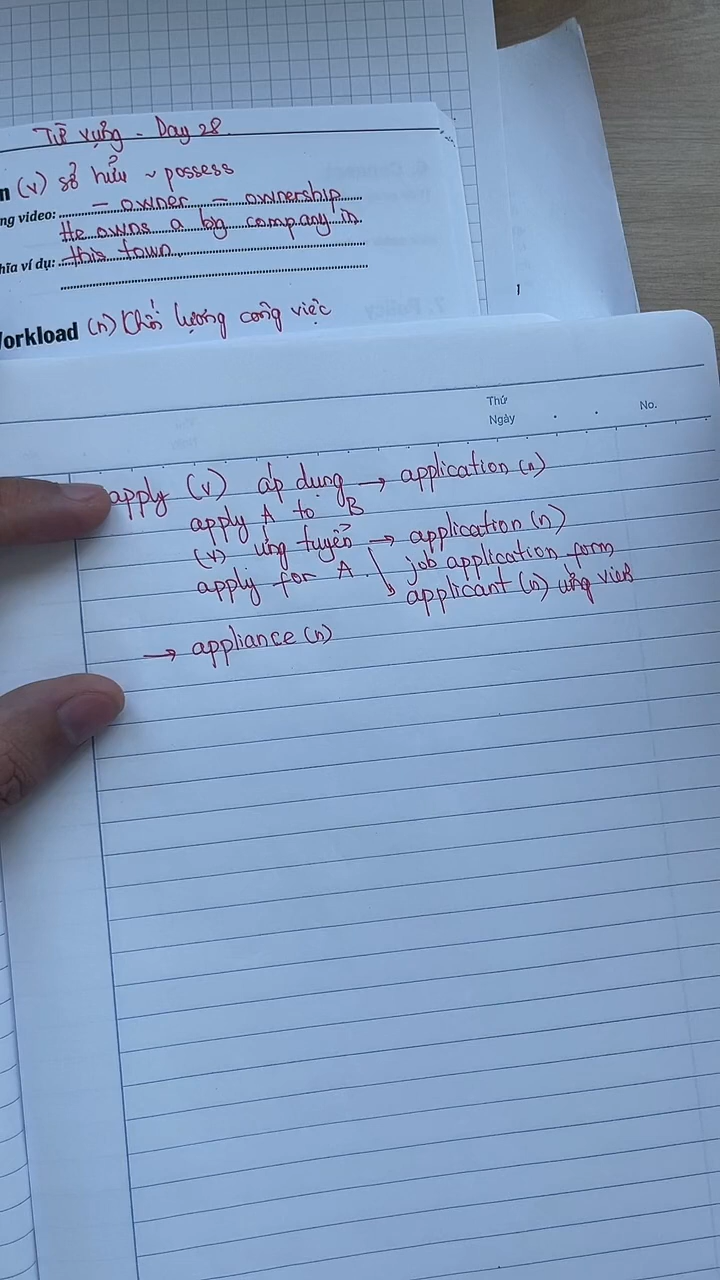 Từ vựng - Day 28
(v) sở hữu ~ possess
ng video: - owner - ownership
He owns a big company in
hĩa ví dụ: this town.
Workload (n) khối lượng công việc
1
Thứ
Ngày . . No.
apply (v) áp dụng → application (n)
apply A to B
(v) ứng tuyển → application (n)
job application form
apply for A
applicant (n) ứng viên
→ appliance (n)